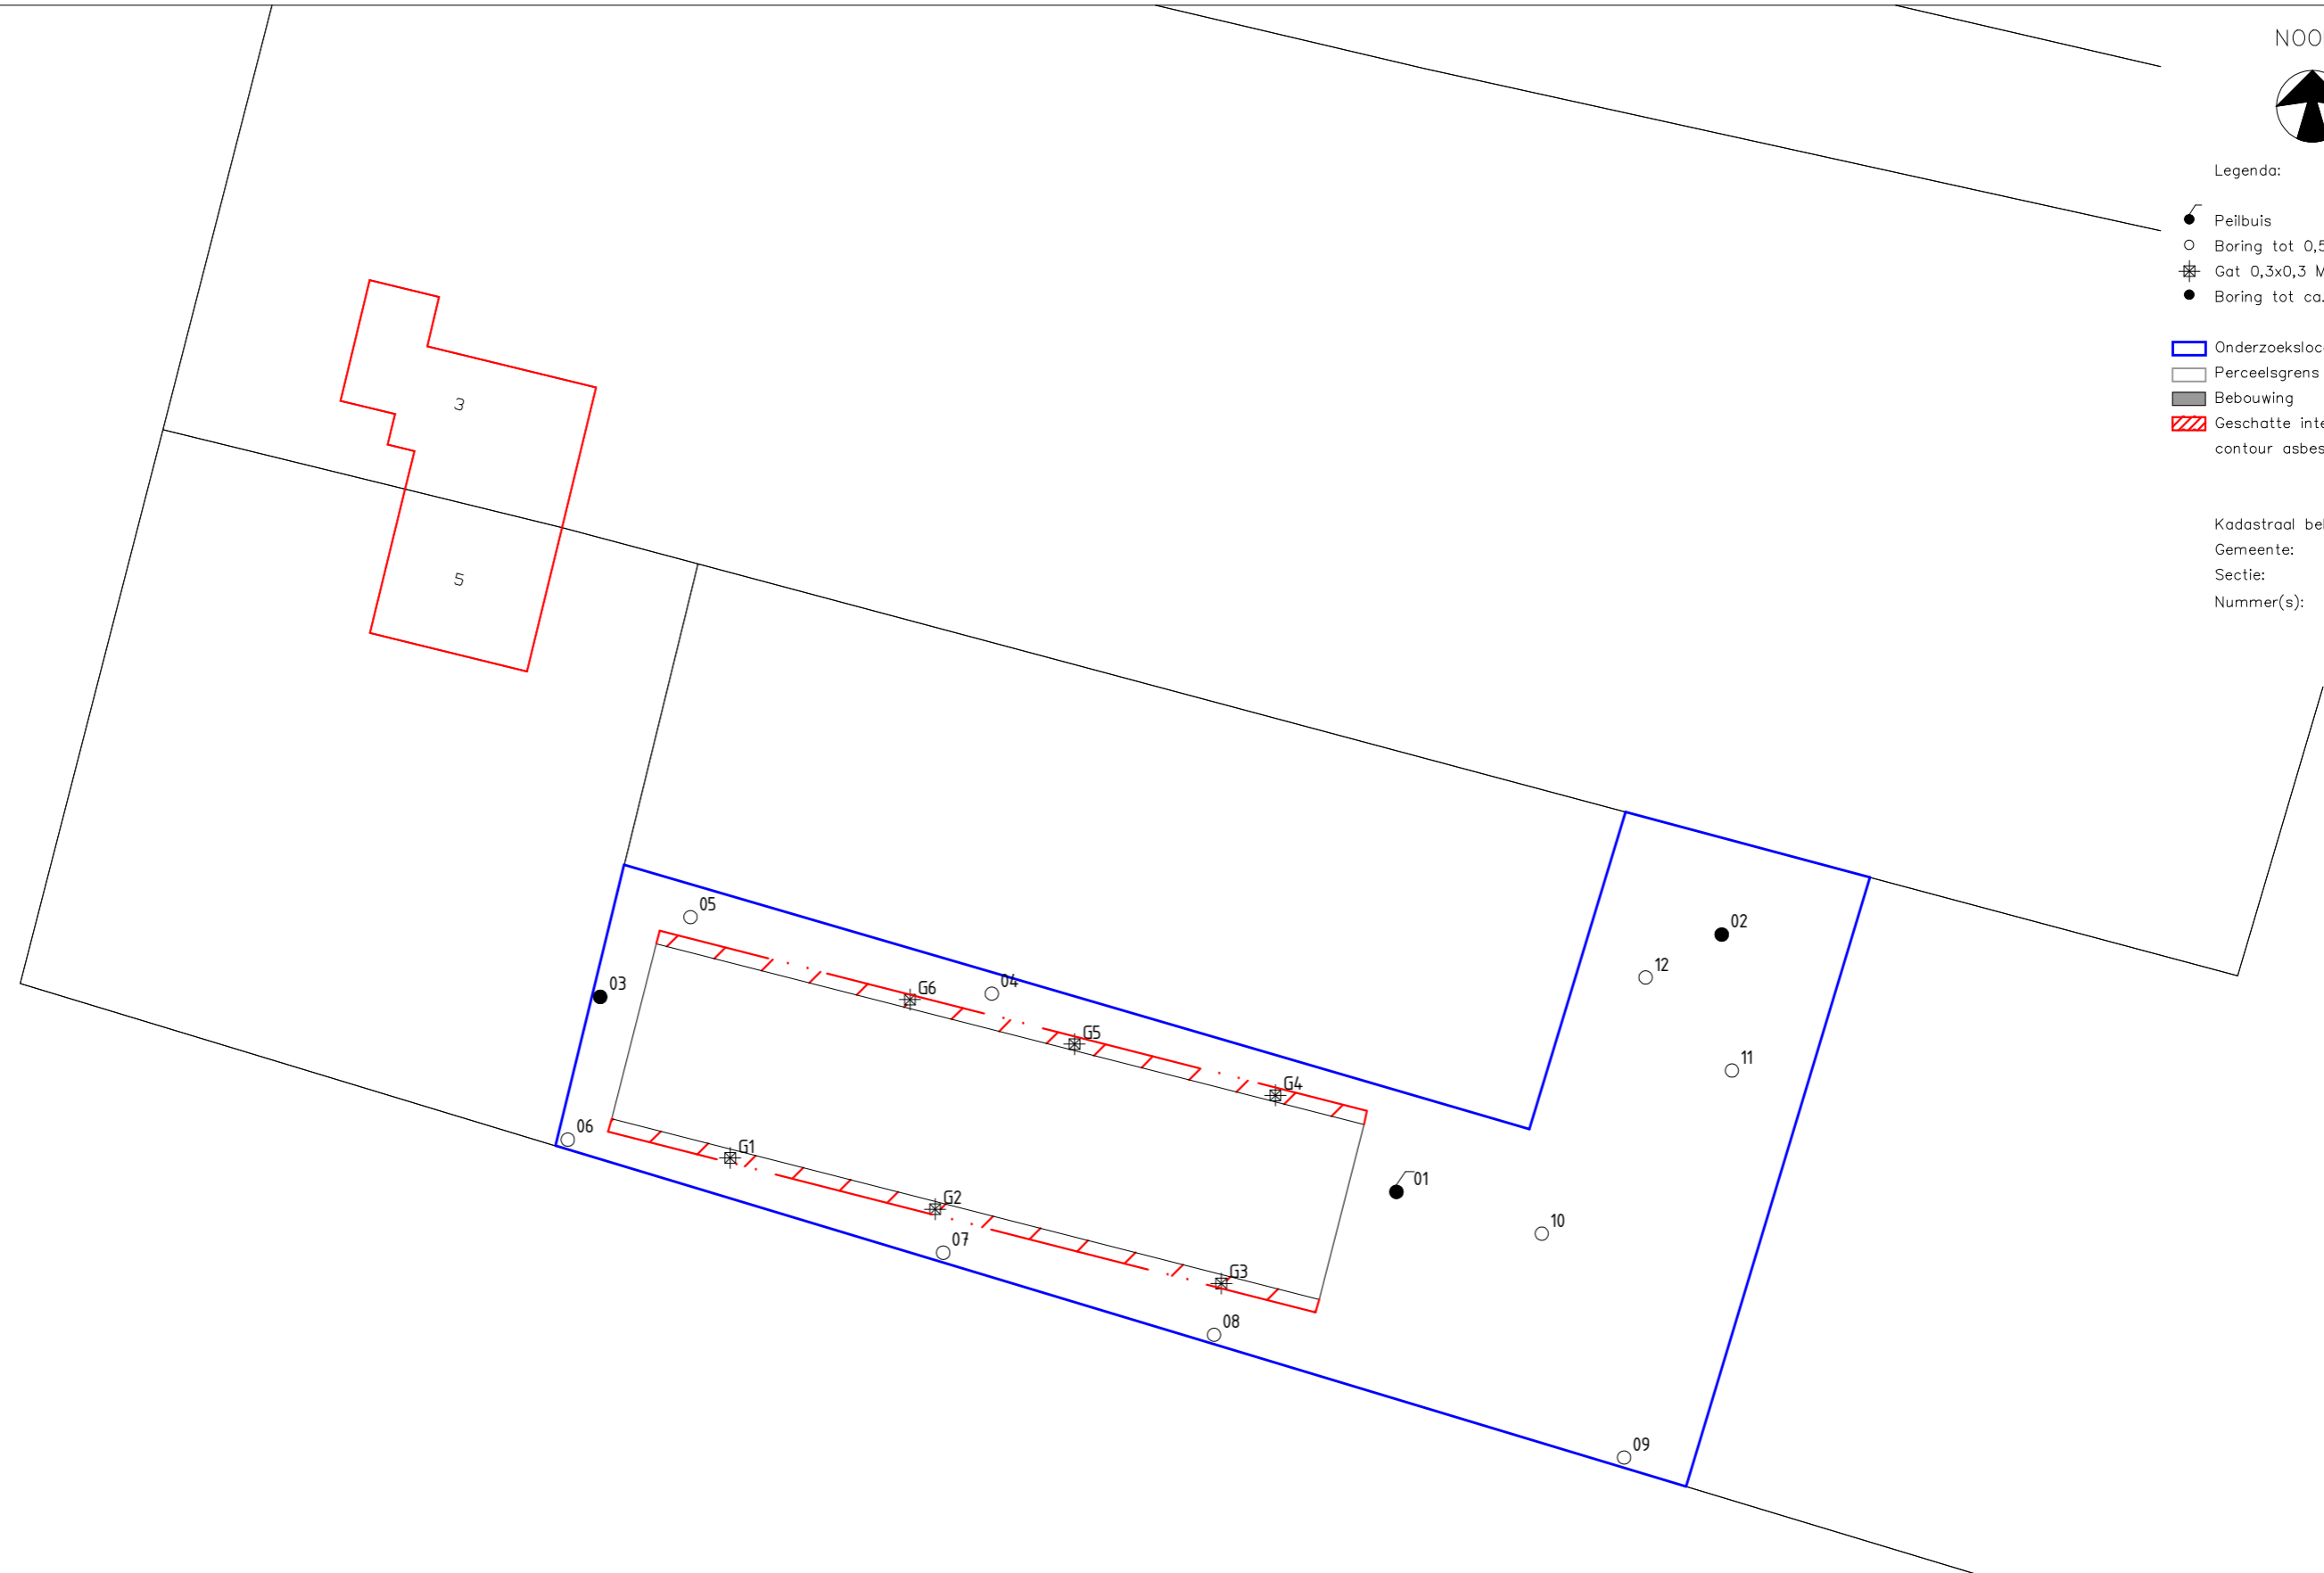 NOO
Legenda:
Peilbuis
Boring tot 0,5
Gat 0,3x0,3 M
Boring tot ca.
Onderzoeksloc
Perceelsgrens
Bebouwing
Geschatte inte
contour asbes
Kadastraal be
Gemeente:
Sectie:
Nummer(s):
3
5
05
02
12
03
04
G6
G5
11
G4
06
G1
01
G2
10
07
G3
08
09